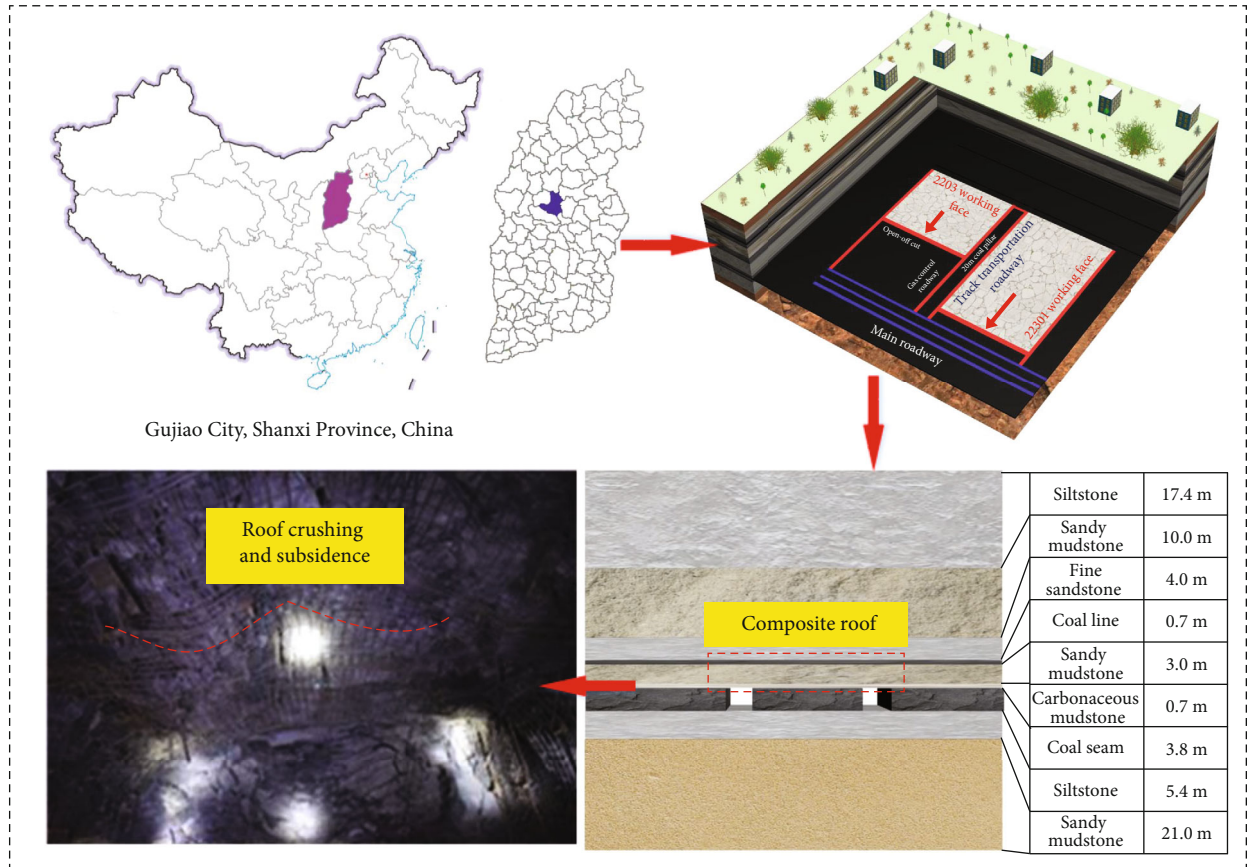 Gujiao City, Shanxi Province, China
2203 working
face
Open-off cut
Gas control
roadway
20m coal pillar
Track transportation
roadway
22301 working face
Main roadway
Roof crushing
and subsidence
Composite roof
Siltstone 17.4 m
Sandy
mudstone 10.0 m
Fine
sandstone 4.0 m
Coal line 0.7 m
Sandy
mudstone 3.0 m
Carbonaceous
mudstone 0.7 m
Coal seam 3.8 m
Siltstone 5.4 m
Sandy
mudstone 21.0 m